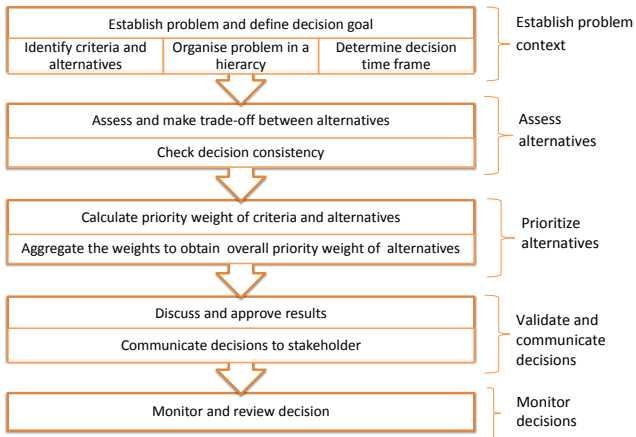 Establish problem and define decision goal
Identify criteria and
alternatives
Organise problem in a
hierarcy
Determine decision
time frame
Establish problem
context
Assess and make trade-off between alternatives
Check decision consistency
Assess
alternatives
Calculate priority weight of criteria and alternatives
Aggregate the weights to obtain overall priority weight of alternatives
Prioritize
alternatives
Discuss and approve results
Communicate decisions to stakeholder
Validate and
communicate
decisions
Monitor and review decision
Monitor
decisions